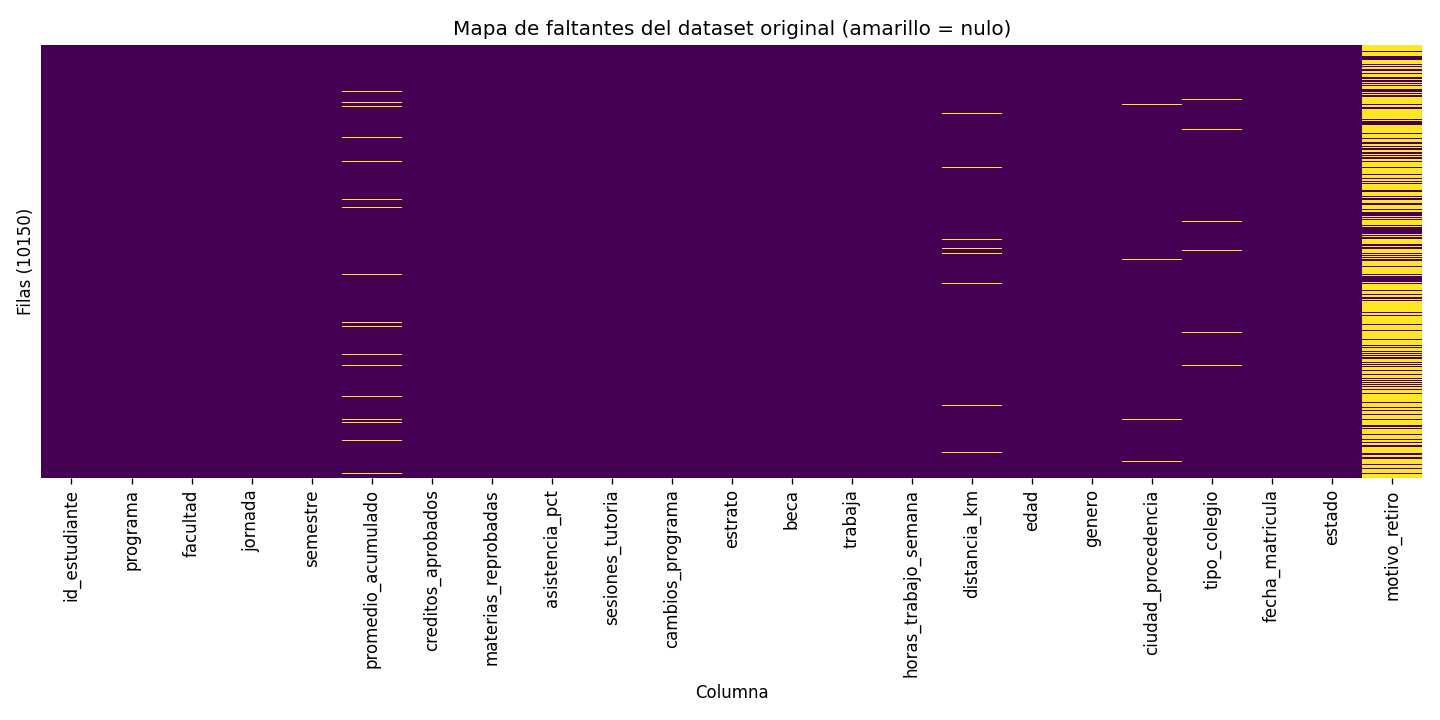 Mapa de faltantes del dataset original (amarillo = nulo)
Filas (10150)
id_estudiante
programa
facultad
jornada
semestre
promedio_acumulado
creditos_aprobados
materias_reprobadas
asistencia_pct
sesiones_tutoria
cambios_programa
estrato
beca
trabaja
horas_trabajo_semana
distancia_km
edad
genero
ciudad_procedencia
tipo_colegio
fecha_matricula
estado
motivo_retiro
Columna